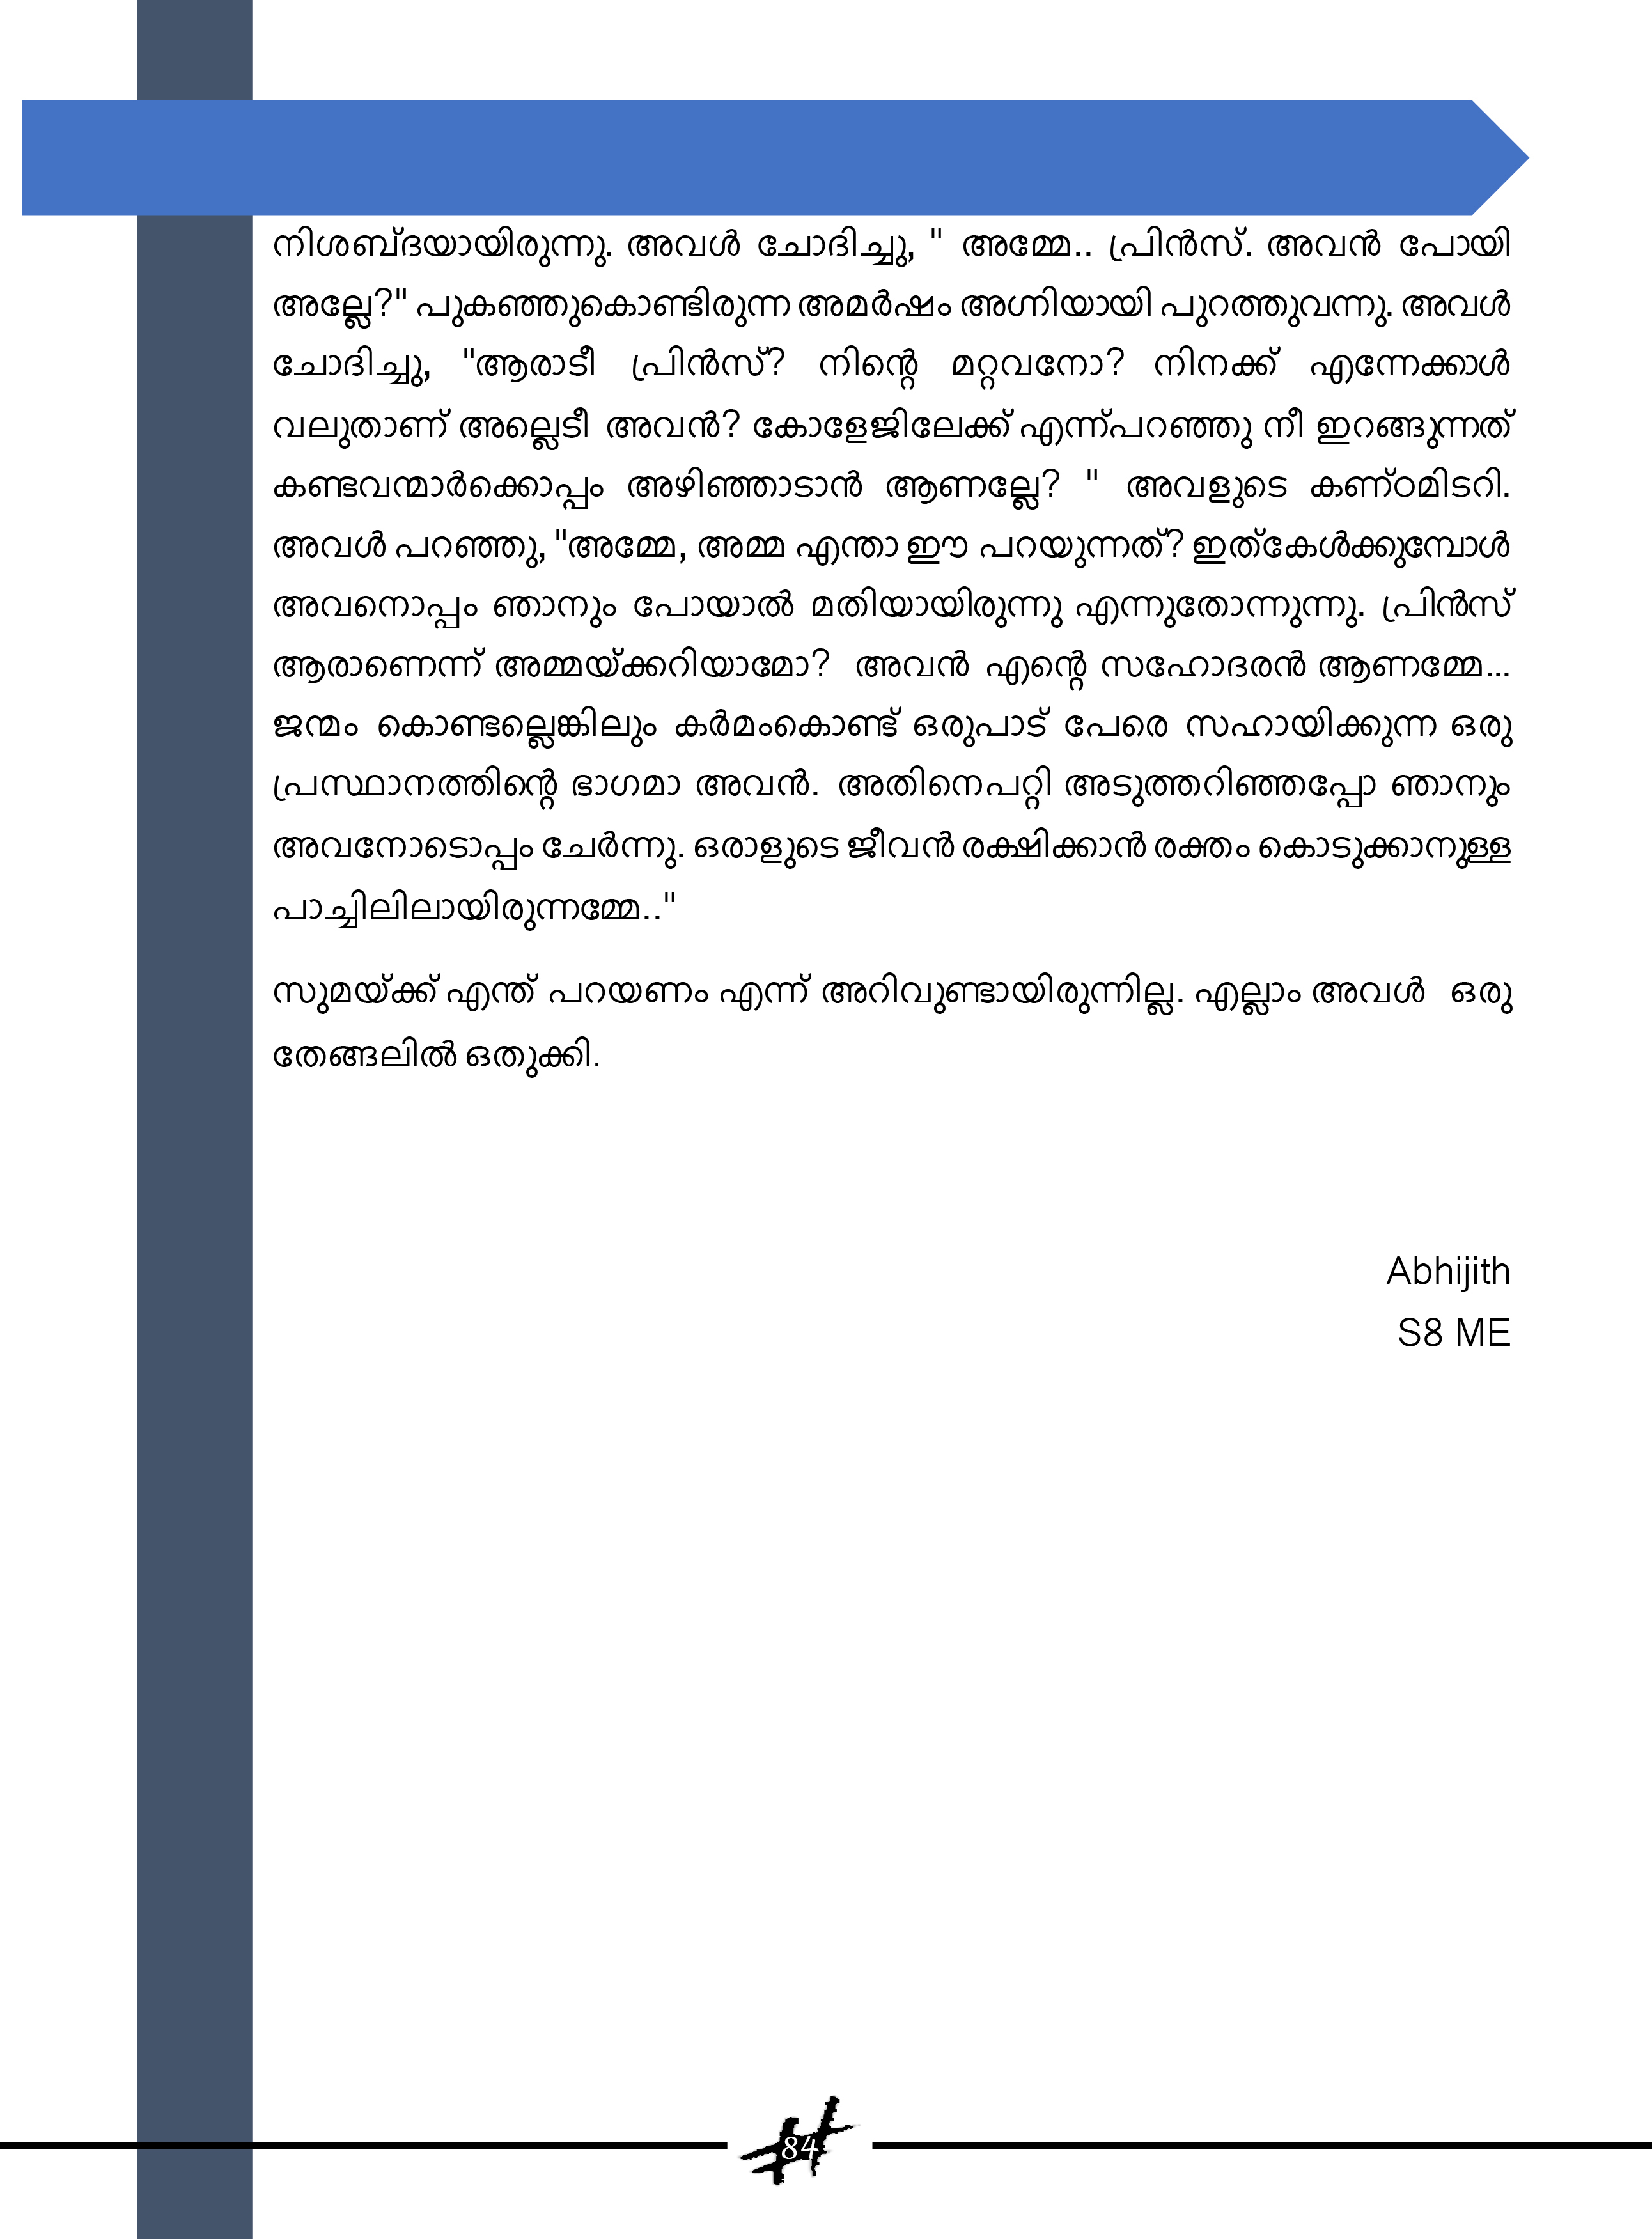 നിശബ്ദയായിരുന്നു. അവൾ ചോദിച്ചു, " അമ്മേ.. പ്രിൻസ്. അവൻ പോയി
അല്ലേ?" പുകഞ്ഞുകൊണ്ടിരുന്ന അമർഷം അഗ്നിയായി പുറത്തുവന്നു. അവൾ
ചോദിച്ചു, "ആരാടീ പ്രിൻസ്? നിന്റെ മറ്റവനോ? നിനക്ക് എന്നേക്കാൾ
വലുതാണ് അല്ലെടീ അവൻ? കോളേജിലേക്ക് എന്ന്പറഞ്ഞു നീ ഇറങ്ങുന്നത്
കണ്ടവന്മാർക്കൊപ്പം അഴിഞ്ഞാടാൻ ആണല്ലേ? " അവളുടെ കണ്ഠമിടറി.
അവൾ പറഞ്ഞു, "അമ്മേ, അമ്മ എന്താ ഈ പറയുന്നത്? ഇത്കേൾക്കുമ്പോൾ
അവനൊപ്പം ഞാനും പോയാൽ മതിയായിരുന്നു എന്നുതോന്നുന്നു. പ്രിൻസ്
ആരാണെന്ന് അമ്മയ്ക്കറിയാമോ? അവൻ എന്റെ സഹോദരൻ ആണമ്മേ...
ജന്മം കൊണ്ടല്ലെങ്കിലും കർമംകൊണ്ട് ഒരുപാട് പേരെ സഹായിക്കുന്ന ഒരു
പ്രസ്ഥാനത്തിന്റെ ഭാഗമാ അവൻ. അതിനെപറ്റി അടുത്തറിഞ്ഞപ്പോ ഞാനും
അവനോടൊപ്പം ചേർന്നു. ഒരാളുടെ ജീവൻ രക്ഷിക്കാൻ രക്തം കൊടുക്കാനുള്ള
പാച്ചിലിലായിരുന്നമ്മേ.."
സുമയ്ക്ക് എന്ത് പറയണം എന്ന് അറിവുണ്ടായിരുന്നില്ല. എല്ലാം അവൾ ഒരു
തേങ്ങലിൽ ഒതുക്കി.
Abhijith
S8 ME
84